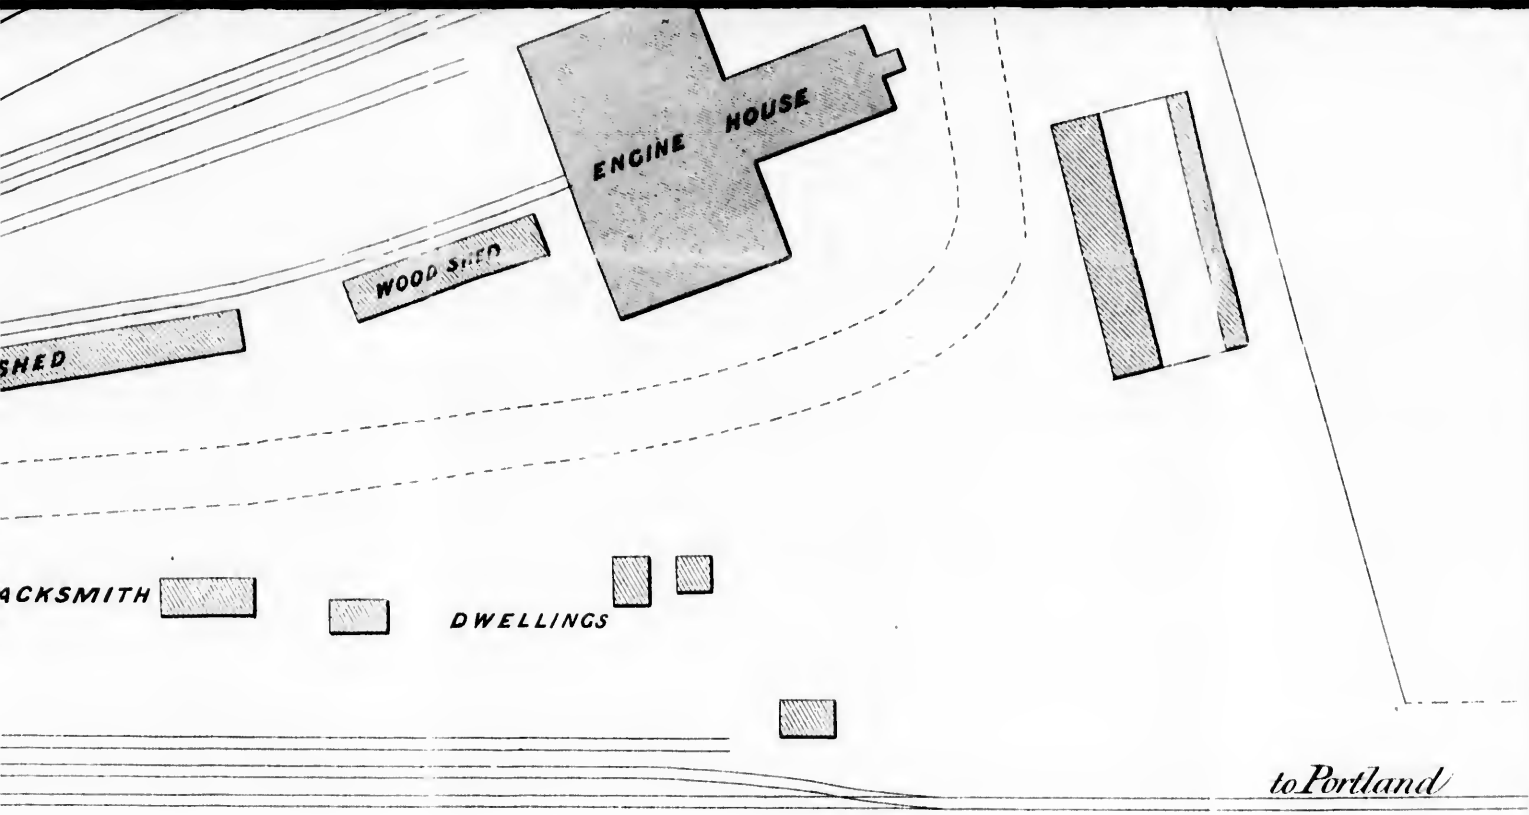 ENGINE HOUSE
WOOD SHED
SHED
ACKSMITH
DWELLINGS
to Portland